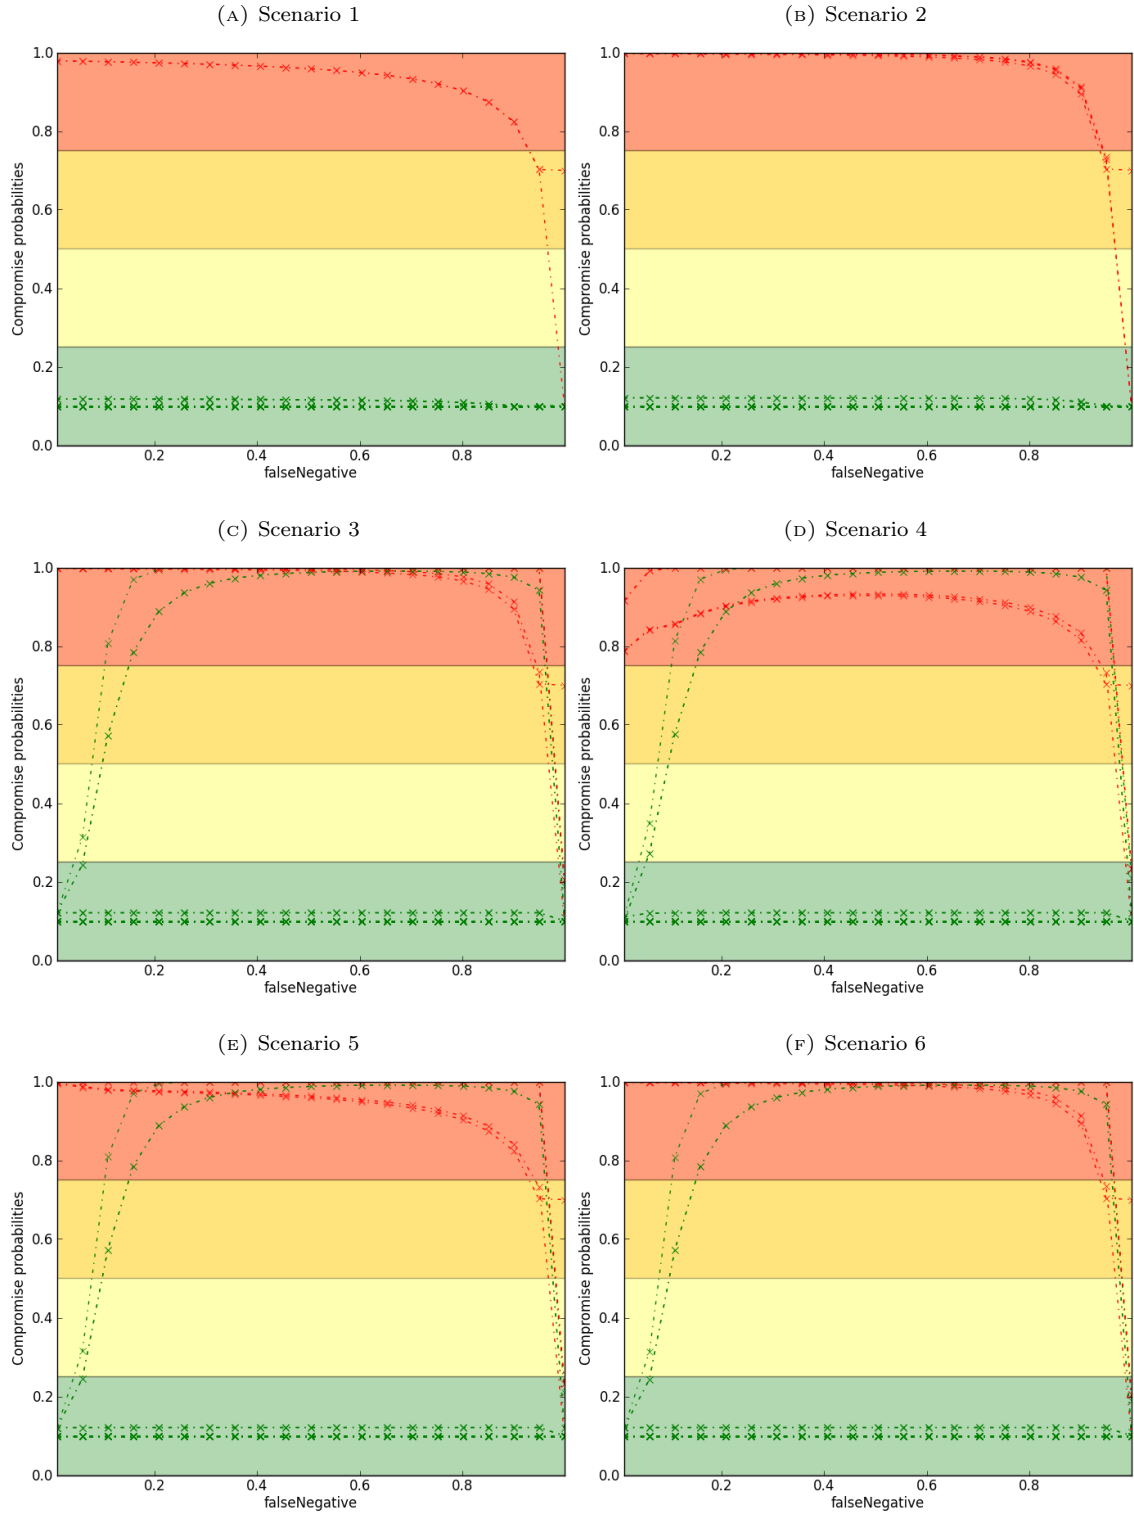 (A) Scenario 1
1.0
0.8
0.6
0.4
0.2
0.0
Compromise probabilities
0.2 0.4 0.6 0.8
falseNegative
(B) Scenario 2
1.0
0.8
0.6
0.4
0.2
0.0
Compromise probabilities
0.2 0.4 0.6 0.8
falseNegative
(C) Scenario 3
1.0
0.8
0.6
0.4
0.2
0.0
Compromise probabilities
0.2 0.4 0.6 0.8
falseNegative
(D) Scenario 4
1.0
0.8
0.6
0.4
0.2
0.0
Compromise probabilities
0.2 0.4 0.6 0.8
falseNegative
(E) Scenario 5
1.0
0.8
0.6
0.4
0.2
0.0
Compromise probabilities
0.2 0.4 0.6 0.8
falseNegative
(F) Scenario 6
1.0
0.8
0.6
0.4
0.2
0.0
Compromise probabilities
0.2 0.4 0.6 0.8
falseNegative